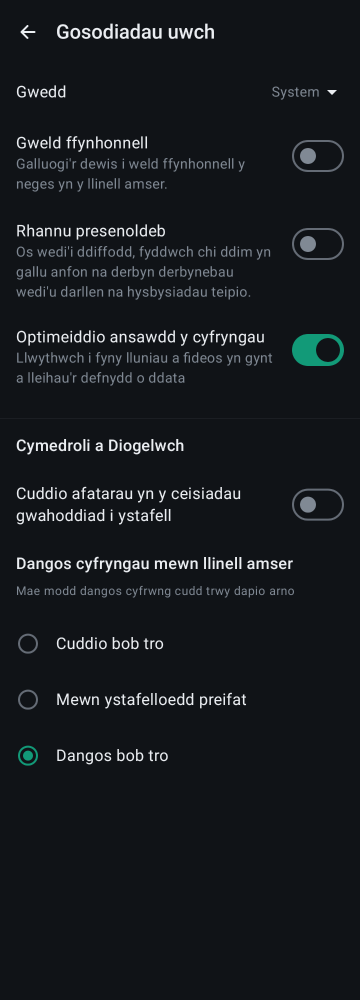 Gosodiadau uwch
Gwedd
System
Gweld ffynhonnell
Galluogi'r dewis i weld ffynhonnell y
neges yn y llinell amser.
Rhannu presenoldeb
Os wedi'i ddiffodd, fyddwch chi ddim yn
gallu anfon na derbyn derbynebau
wedi'u darllen na hysbysiadau teipio.
Optimeiddio ansawdd y cyfryngau
Llwythwch i fyny lluniau a fideos yn gynt
a lleihau'r defnydd o ddata
Cymedroli a Diogelwch
Cuddio afatarau yn y ceisiadau
gwahoddiad i ystafell
Dangos cyfryngau mewn llinell amser
Mae modd dangos cyfrwng cudd trwy dapio arno
Cuddio bob tro
Mewn ystafelloedd preifat
Dangos bob tro